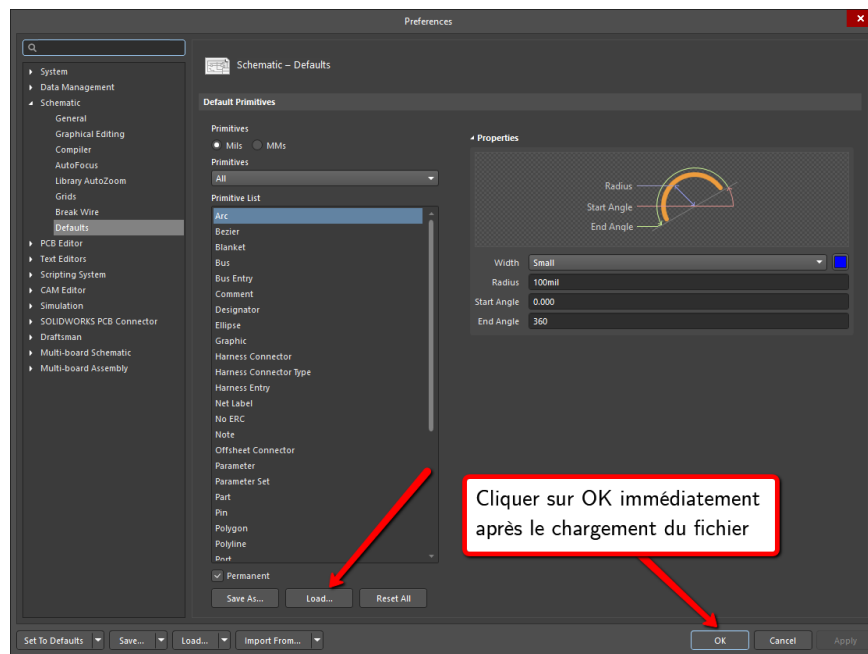 Preferences
System
Data Management
Schematic
General
Graphical Editing
Compiler
AutoFocus
Library AutoZoom
Grids
Break Wire
Defaults
PCB Editor
Text Editors
Scripting System
CAM Editor
Simulation
SOLIDWORKS PCB Connector
Draftsman
Multi-board Schematic
Multi-board Assembly
Schematic – Defaults
Default Primitives
Primitives
Mils MMs
Primitives
All
Primitive List
Arc
Bezier
Blanket
Bus
Bus Entry
Comment
Designator
Ellipse
Graphic
Harness Connector
Harness Connector Type
Harness Entry
Net Label
No ERC
Note
Offsheet Connector
Parameter
Parameter Set
Part
Pin
Polygon
Polyline
Port
Permanent
Save As... Load... Reset All
Properties
Radius
Start Angle
End Angle
Width Small
Radius 100mil
Start Angle 0.000
End Angle 360
Cliquer sur OK immédiatement
après le chargement du fichier
Set To Defaults Save... Load... Import From... OK Cancel Apply